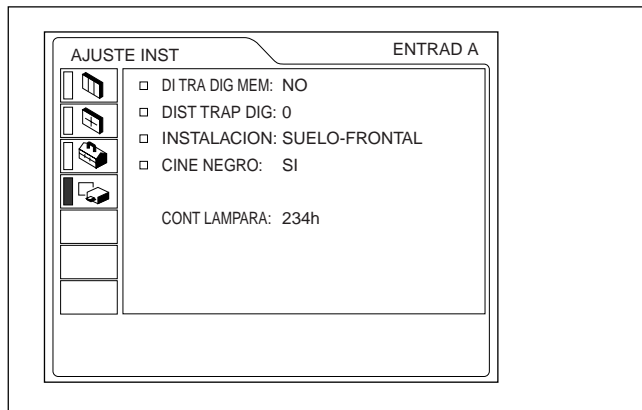 AJUSTE INST ENTRAD A
DI TRA DIG MEM: NO
DIST TRAP DIG: 0
INSTALACION: SUELO-FRONTAL
CINE NEGRO: SI
CONT LAMPARA: 234h